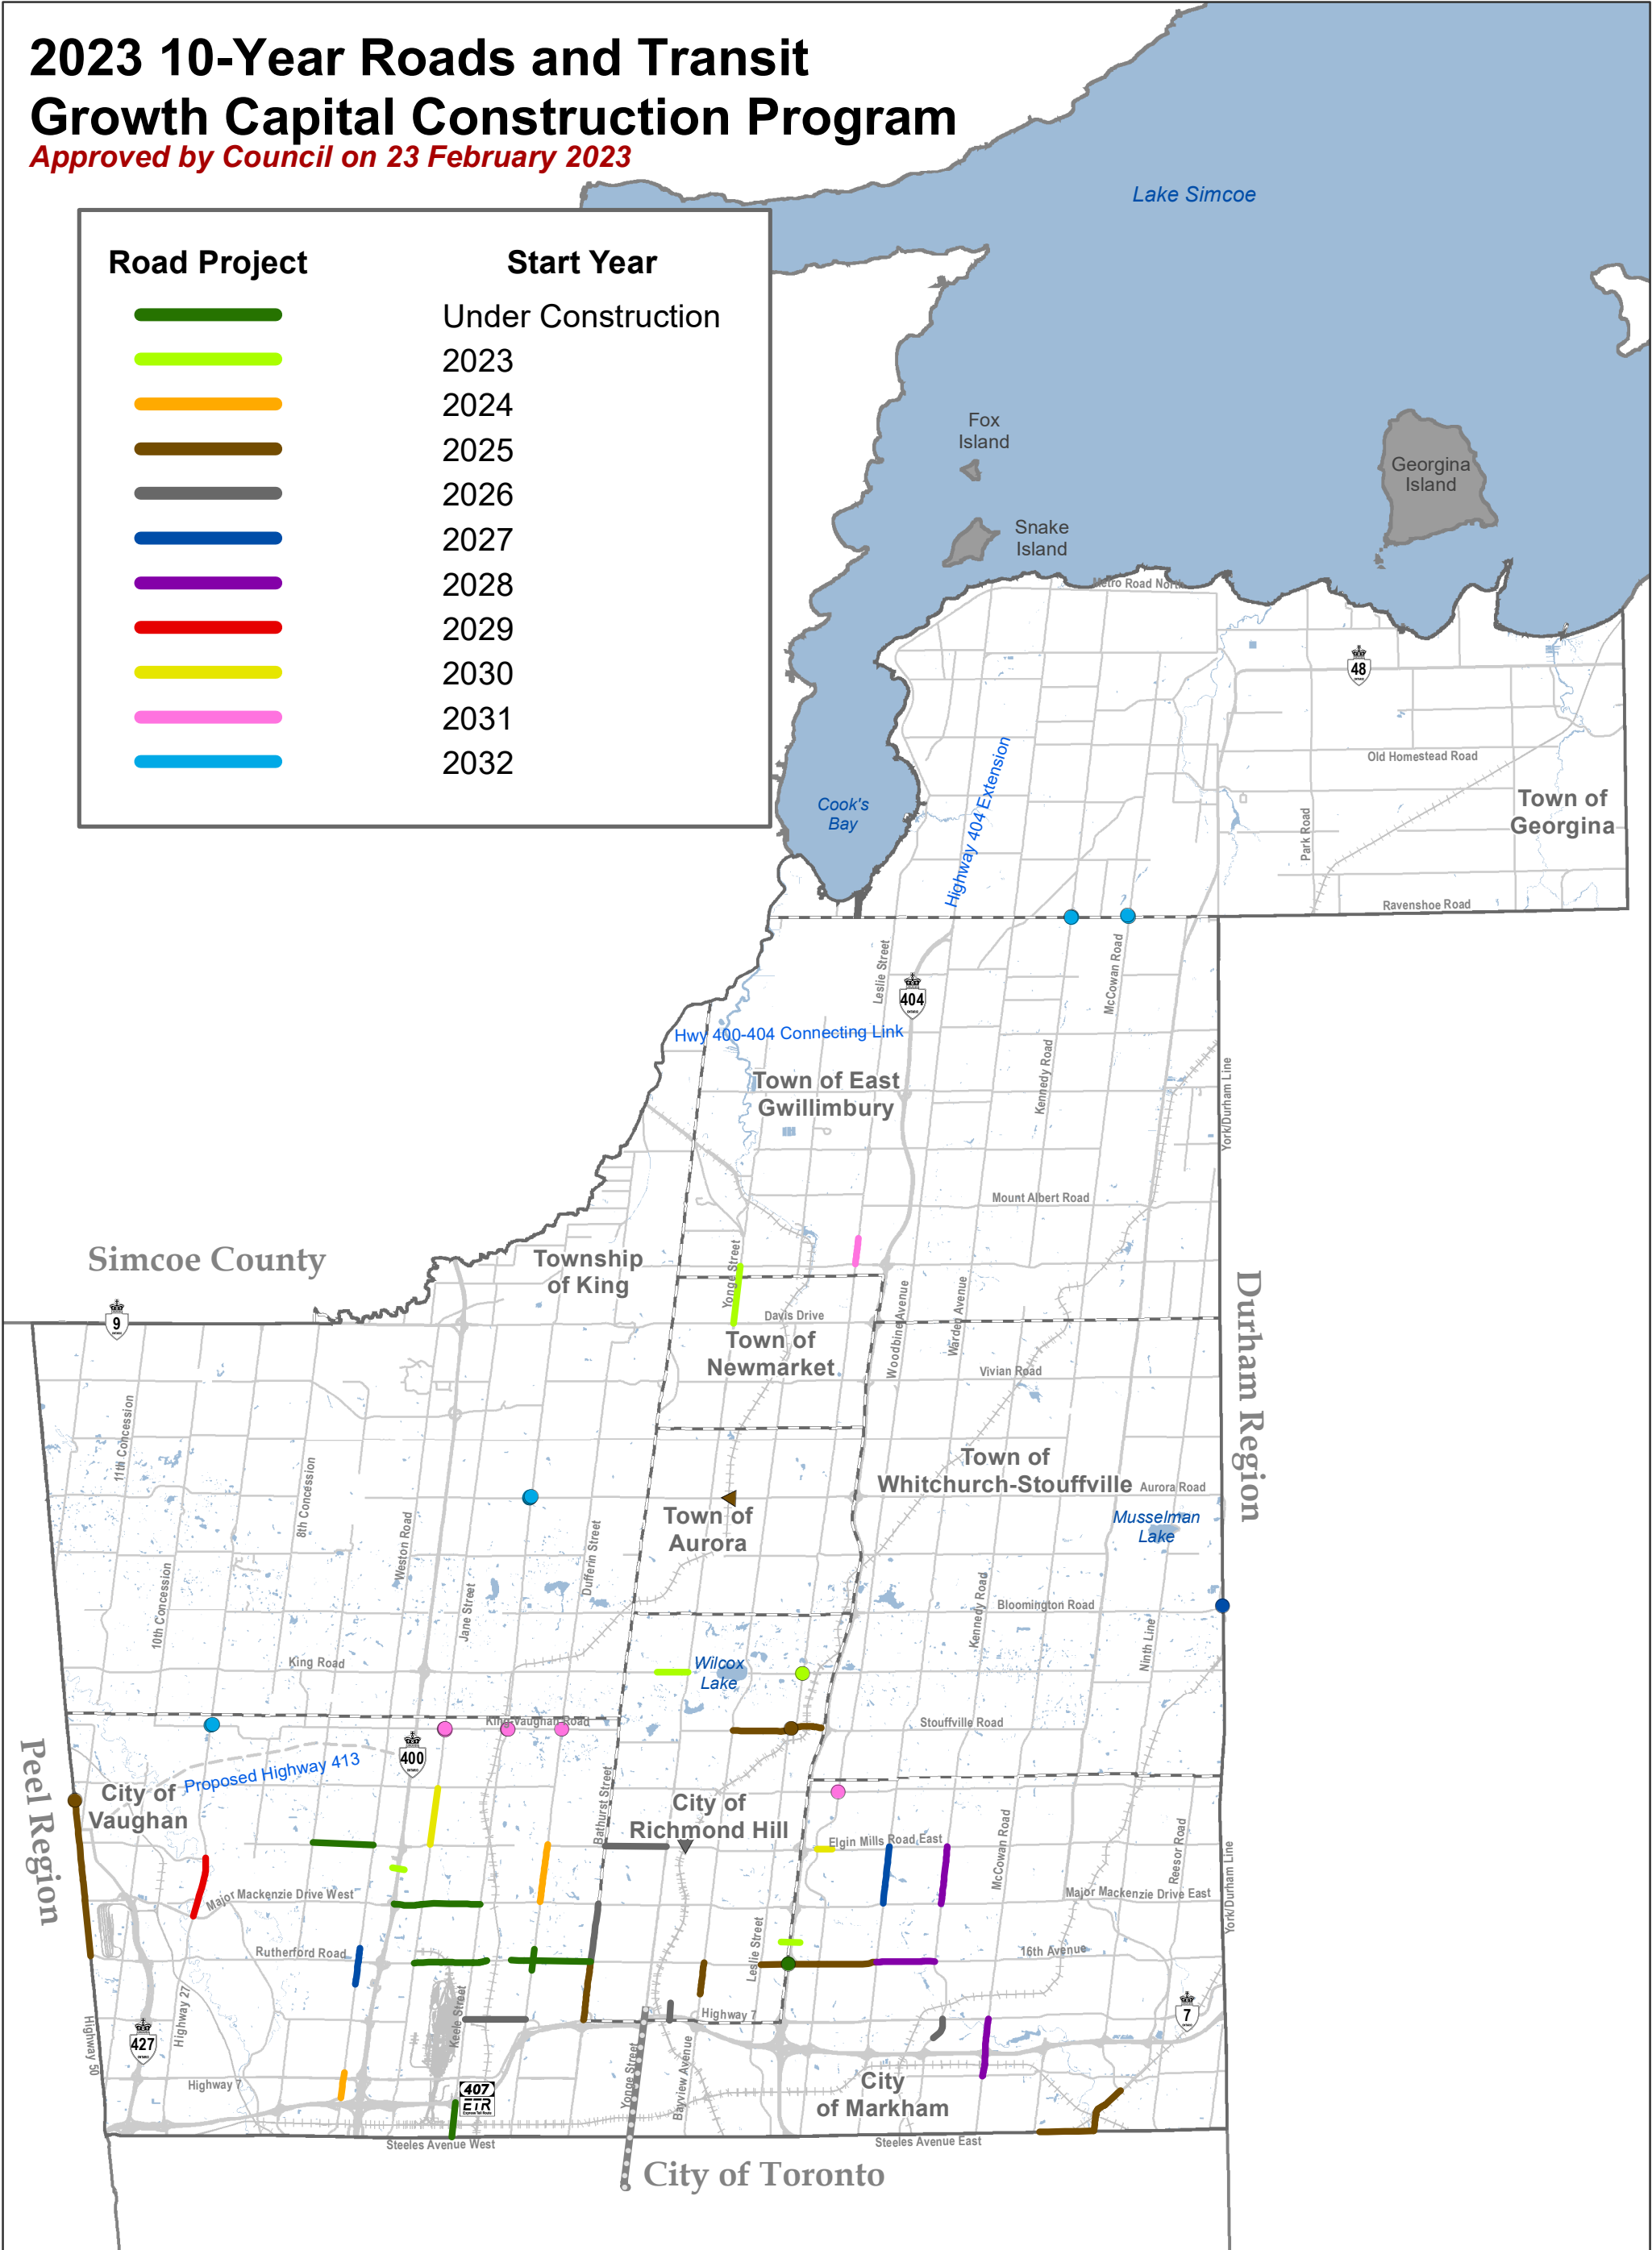 2023 10-Year Roads and Transit
Growth Capital Construction Program
Approved by Council on 23 February 2023
Lake Simcoe
Road Project
Start Year
Under Construction
2023
2024
2025
2026
2027
2028
2029
2030
2031
2032
Fox
Island
Georgina
Island
Snake
Island
Metro Road North
48
Old Homestead Road
Highway 404 Extension
Town of
Georgina
Cook's
Bay
Park Road
Ravenshoe Road
Leslie Street
McCowan Road
404
Hwy 400-404 Connecting Link
Kennedy Road
York/Durham Line
Town of East
Gwillimbury
Mount Albert Road
Simcoe County
Township
of King
Yonge Street
Durham Region
9
Davis Drive
Woodbine Avenue
Warden Avenue
Town of
Newmarket
Vivian Road
11th Concession
8th Concession
Town of
Whitchurch-Stouffville
Aurora Road
Weston Road
Town of
Aurora
Musselman
Lake
Dufferin Street
10th Concession
Jane Street
Kennedy Road
Bloomington Road
Ninth Line
King Road
Wilcox
Lake
King-Vaughan Road
Stouffville Road
Peel Region
400
Proposed Highway 413
City of
Vaughan
Bathurst Street
City of
Richmond Hill
Elgin Mills Road East
McCowan Road
Reesor Road
Major Mackenzie Drive West
Major Mackenzie Drive East
York/Durham Line
Rutherford Road
Leslie Street
16th Avenue
Highway 27
Keele Street
Highway 7
7
Highway 50
427
Yonge Street
Bayview Avenue
Highway 7
407
ETR
City
of Markham
Steeles Avenue West
Steeles Avenue East
City of Toronto